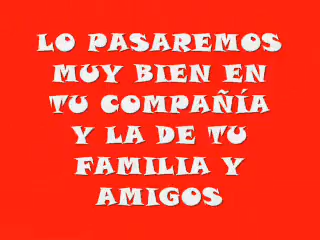 LO PASAREMOS
MUY BIEN EN
TU COMPAÑÍA
Y LA DE TU
FAMILIA Y
AMIGOS